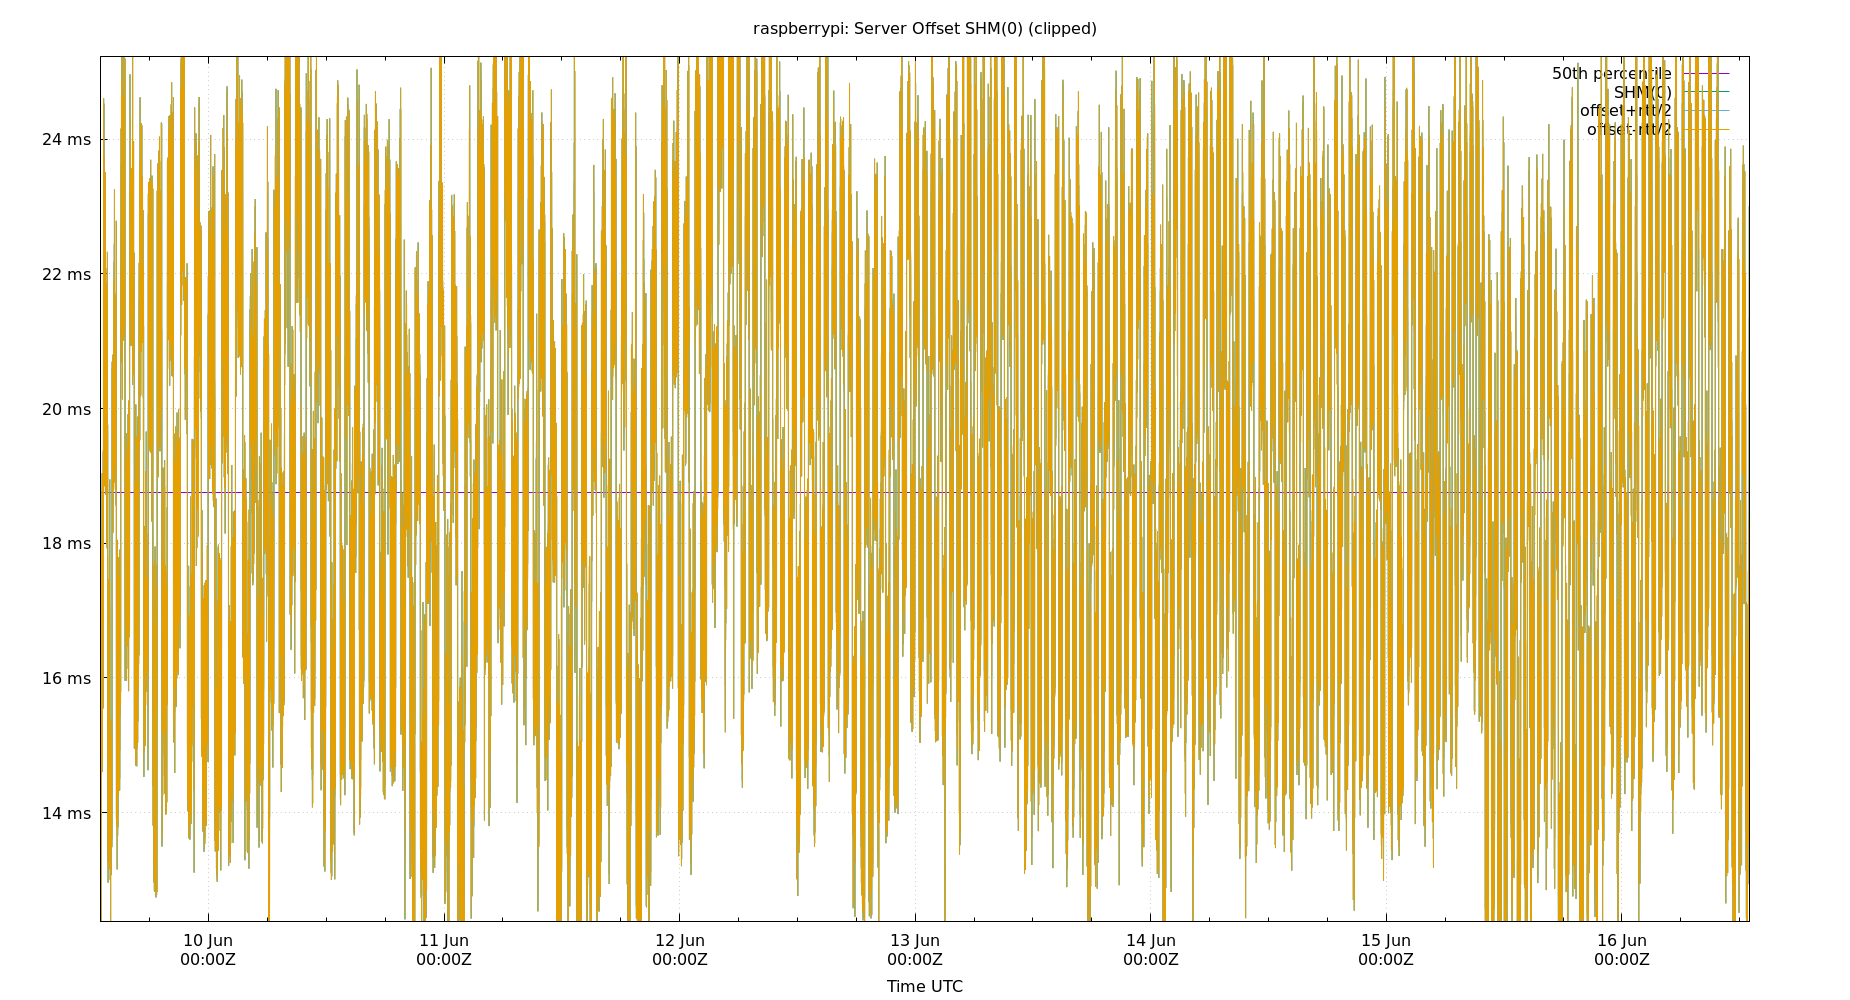 raspberrypi: Server Offset SHM(0) (clipped)
50th percentile
SHM(0)
offset+rtt/2
offset-rtt/2
24 ms
22 ms
20 ms
18 ms
16 ms
14 ms
10 Jun 11 Jun 12 Jun 13 Jun 14 Jun 15 Jun 16 Jun
00:00Z 00:00Z 00:00Z 00:00Z 00:00Z 00:00Z 00:00Z
Time UTC